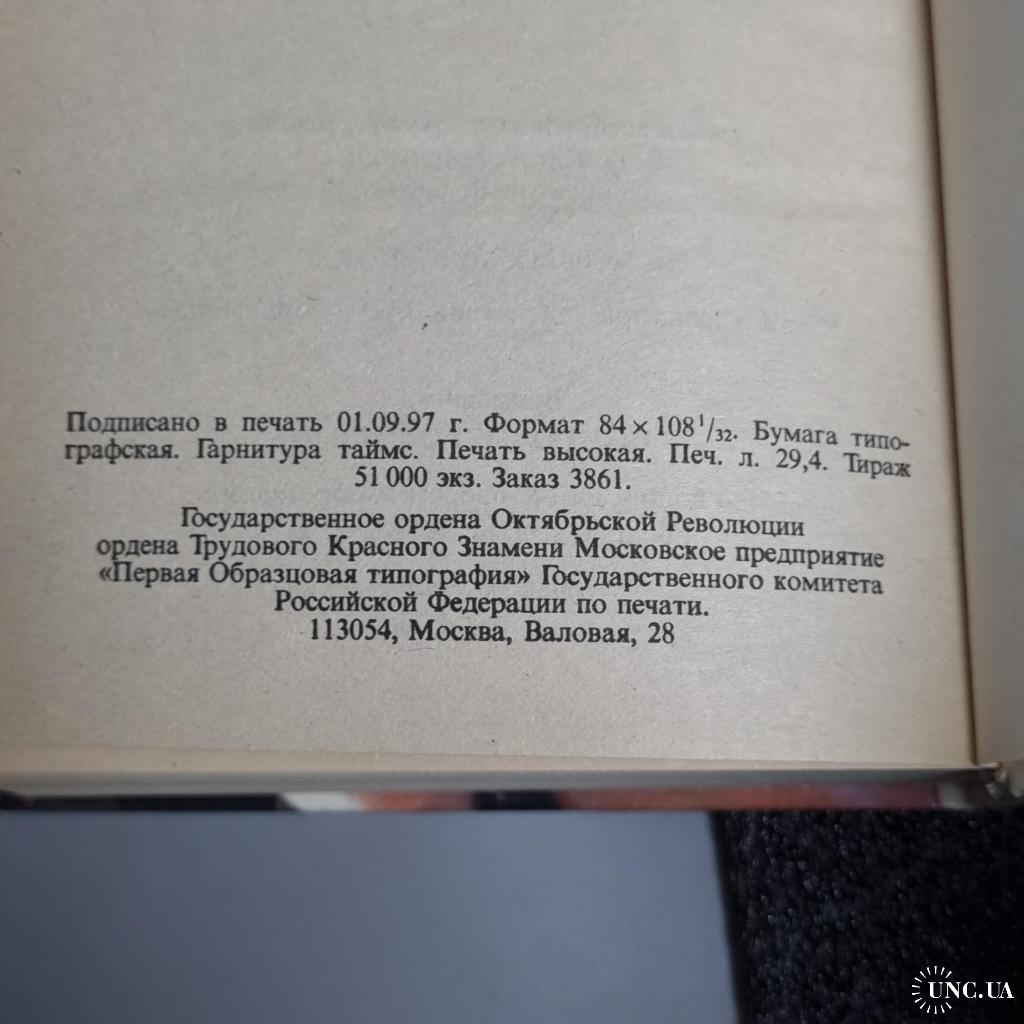 Подписано в печать 01.09.97 г. Формат 84 × 108 1/32. Бумага типо-
графская. Гарнитура таймс. Печать высокая. Печ. л. 29,4. Тираж
51 000 экз. Заказ 3861.
Государственное ордена Октябрьской Революции
ордена Трудового Красного Знамени Московское предприятие
«Первая Образцовая типография» Государственного комитета
Российской Федерации по печати.
113054, Москва, Валовая, 28
UNC.UA